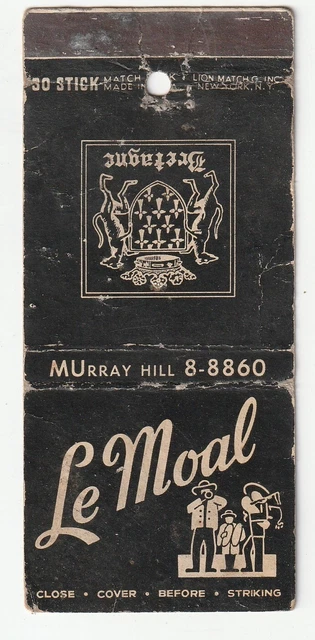 30 STICK MATCH LION MATCH CO. INC.
MADE IN NEW YORK, N.Y.
Bretagne
MURRAY HILL 8-8860
Le Moal
CLOSE • COVER • BEFORE • STRIKING